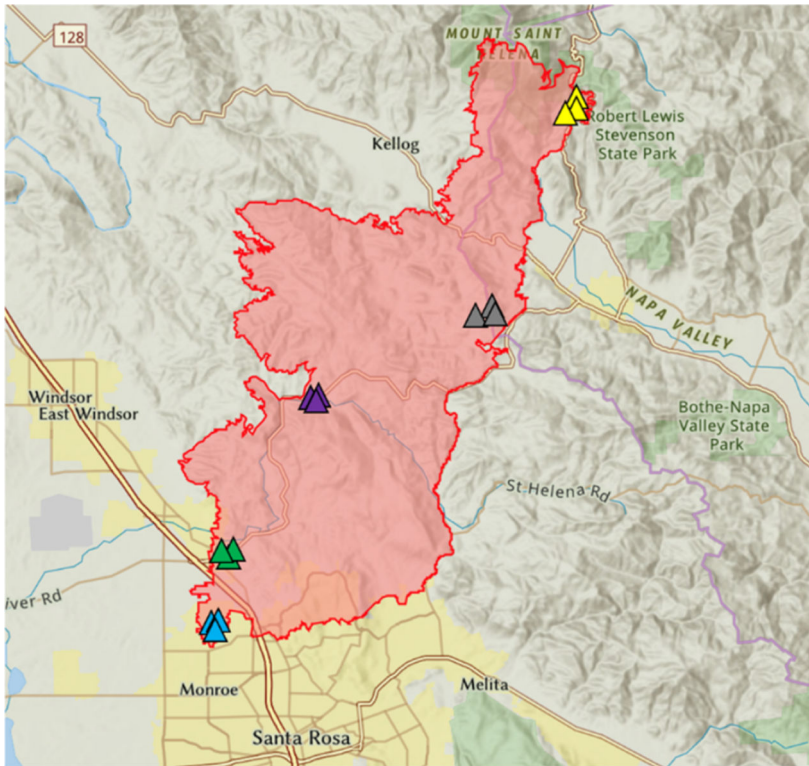 MOUNT SAINT
HELENA
128
Robert Lewis
Stevenson
State Park
Kellog
NAPA VALLEY
Windsor
East Windsor
Bothe-Napa
Valley State
Park
St Helena Rd
iver Rd
Monroe
Melita
Santa Rosa